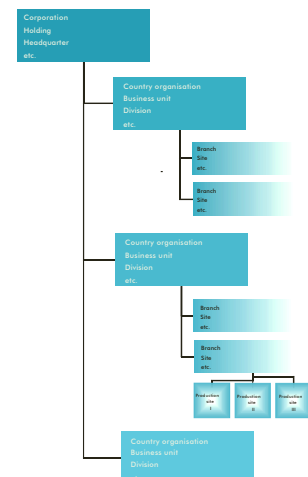 Corporation
Holding
Headquarter
etc.
Country organisation
Business unit
Division
etc.
Branch
Site
etc.
Branch
Site
etc.
Country organisation
Business unit
Division
etc.
Branch
Site
etc.
Branch
Site
etc.
Production
site
I
Production
site
II
Production
site
III
Country organisation
Business unit
Division